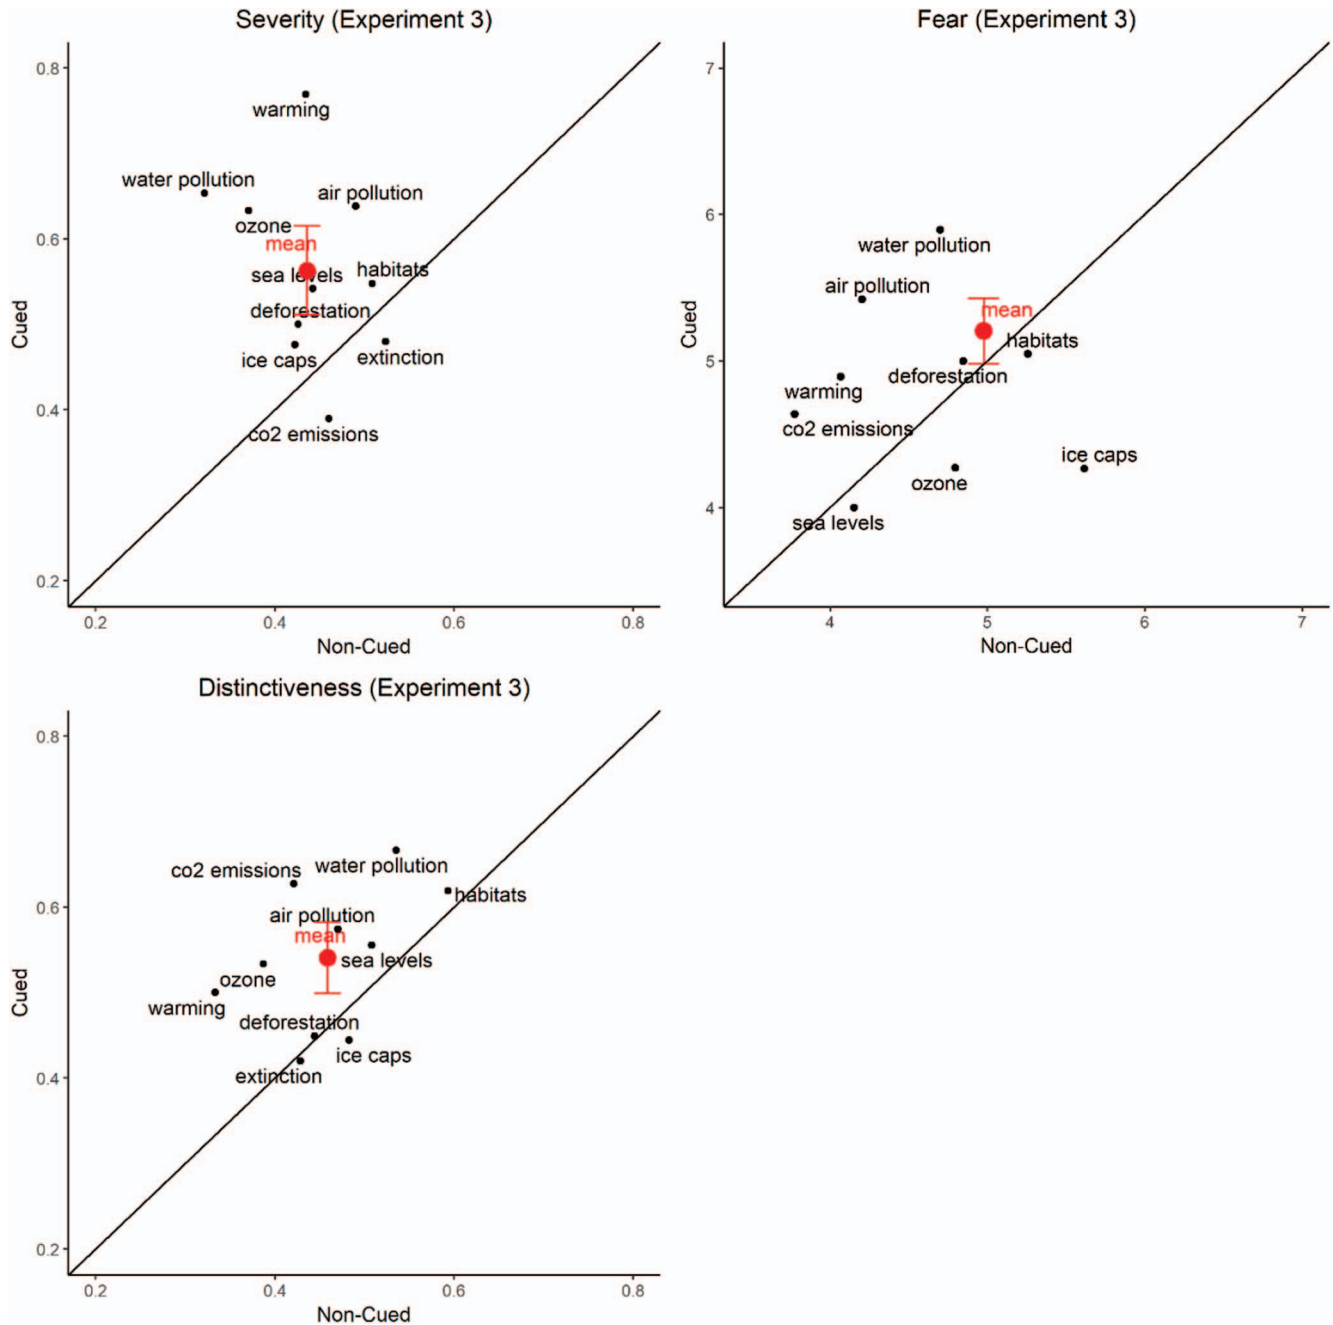 Severity (Experiment 3)
0.8
warming
water pollution
air pollution
ozone
0.6
mean
sea levels
habitats
deforestation
ice caps
extinction
0.4
co2 emissions
0.2
Cued
0.2 0.4 0.6 0.8
Non-Cued
Fear (Experiment 3)
7
6
water pollution
air pollution
mean
habitats
5
deforestation
warming
co2 emissions
ice caps
ozone
4
sea levels
Cued
4 5 6 7
Non-Cued
Distinctiveness (Experiment 3)
0.8
co2 emissions
water pollution
habitats
0.6
air pollution
mean
sea levels
ozone
warming
deforestation
ice caps
0.4
extinction
0.2
Cued
0.2 0.4 0.6 0.8
Non-Cued